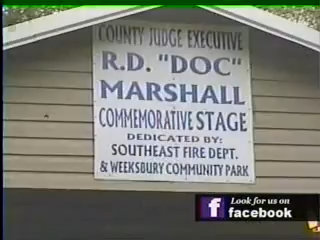 COUNTY JUDGE EXECUTIVE
R.D. "DOC"
MARSHALL
COMMEMORATIVE STAGE
DEDICATED BY:
SOUTHEAST FIRE DEPT.
& WEEKSBURY COMMUNITY PARK
f Look for us on
facebook